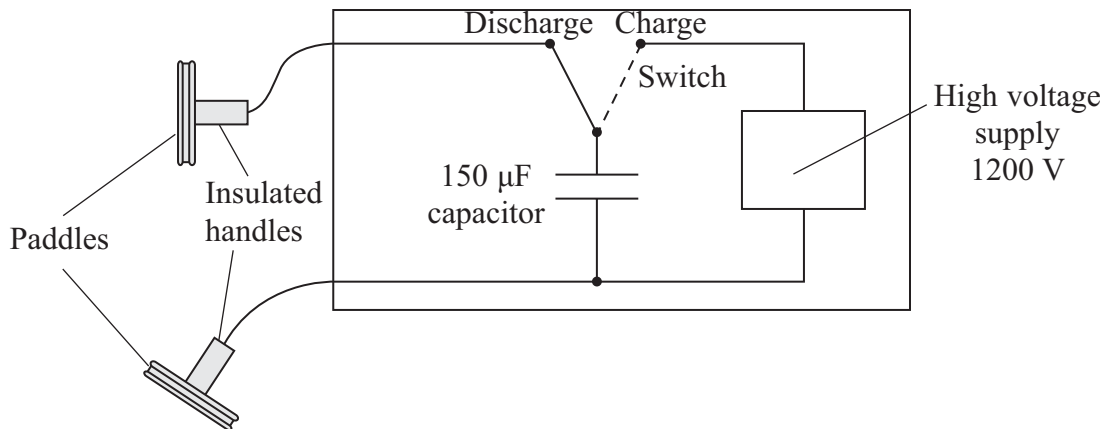 Discharge Charge
Switch
High voltage
supply
1200 V
150 μF
capacitor
Insulated
handles
Paddles